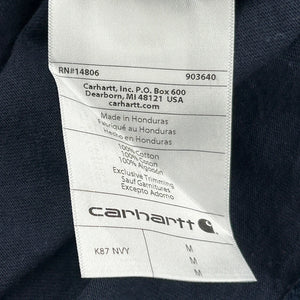 RN#14806 903640
Carhartt, Inc. P.O. Box 600
Dearborn, MI 48121 USA
carhartt.com
Made in Honduras
Fabriqué au Honduras
Hecho en Honduras
100% Cotton
100% Coton
100% Algodon
Exclusive Trimming
Sauf Garnitures
Excepto Adorno
carhartt
K87 NVY M
M
M